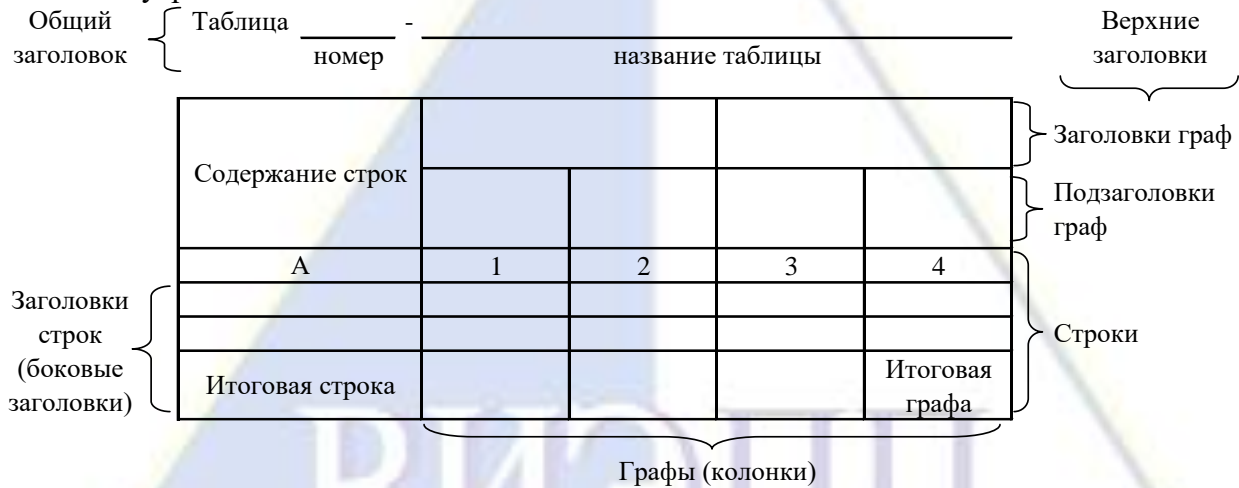 Общий
заголовок
Таблица -
номер
название таблицы
Верхние
заголовки
Содержание строк
Заголовки граф
Подзаголовки
граф
А 1 2 3 4
Заголовки
строк
(боковые
заголовки)
Строки
Итоговая строка
Итоговая
графа
Графы (колонки)